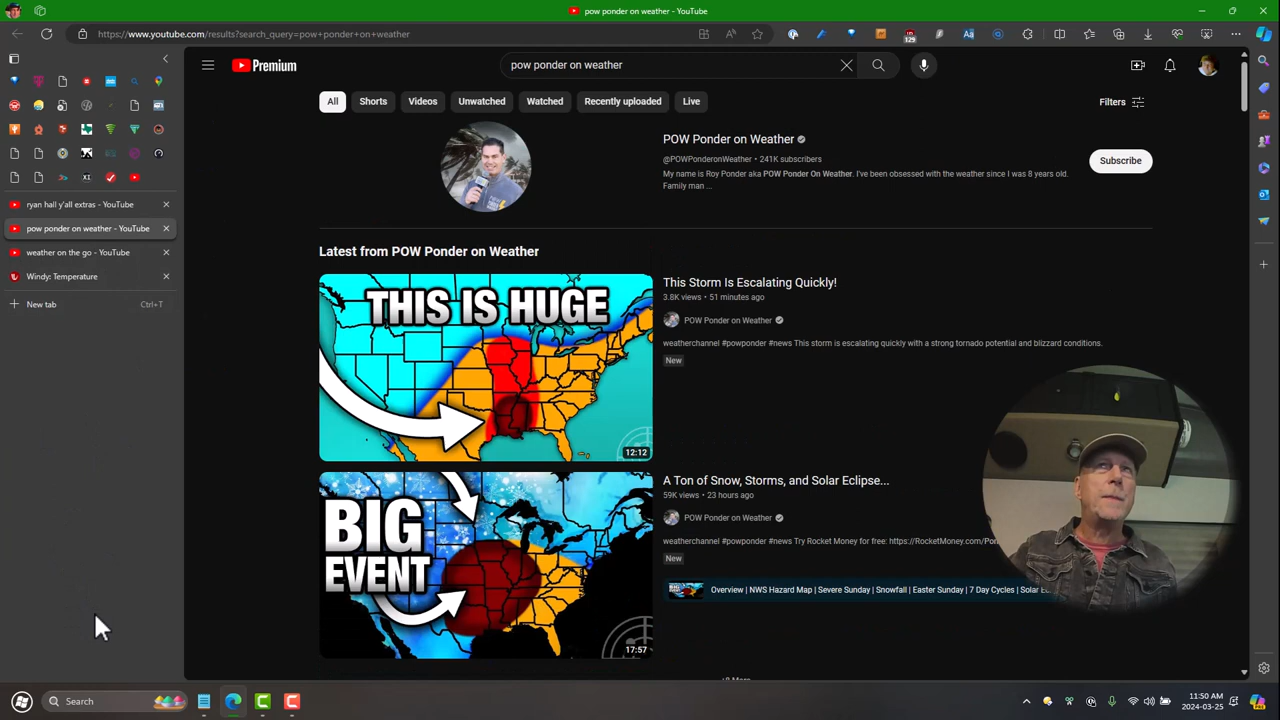 pow ponder on weather - YouTube
https://www.youtube.com/results?search_query=pow+ponder+on+weather
129
ryan hall y'all extras - YouTube
pow ponder on weather - YouTube
weather on the go - YouTube
Windy: Temperature
New tab
Ctrl+T
Premium
pow ponder on weather
All
Shorts
Videos
Unwatched
Watched
Recently uploaded
Live
Filters
POW Ponder on Weather
@POWPonderonWeather • 241K subscribers
My name is Roy Ponder aka POW Ponder On Weather. I've been obsessed with the weather since I was 8 years old.
Family man ...
Subscribe
Latest from POW Ponder on Weather
THIS IS HUGE
12:12
This Storm Is Escalating Quickly!
3.8K views • 51 minutes ago
POW Ponder on Weather
weatherchannel #powponder #news This storm is escalating quickly with a strong tornado potential and blizzard conditions.
New
BIG
EVENT
17:57
A Ton of Snow, Storms, and Solar Eclipse...
59K views • 23 hours ago
POW Ponder on Weather
weatherchannel #powponder #news Try Rocket Money for free: https://RocketMoney.com/Pon
New
Overview | NWS Hazard Map | Severe Sunday | Snowfall | Easter Sunday | 7 Day Cycles | Solar
Search
11:50 AM
2024-03-25